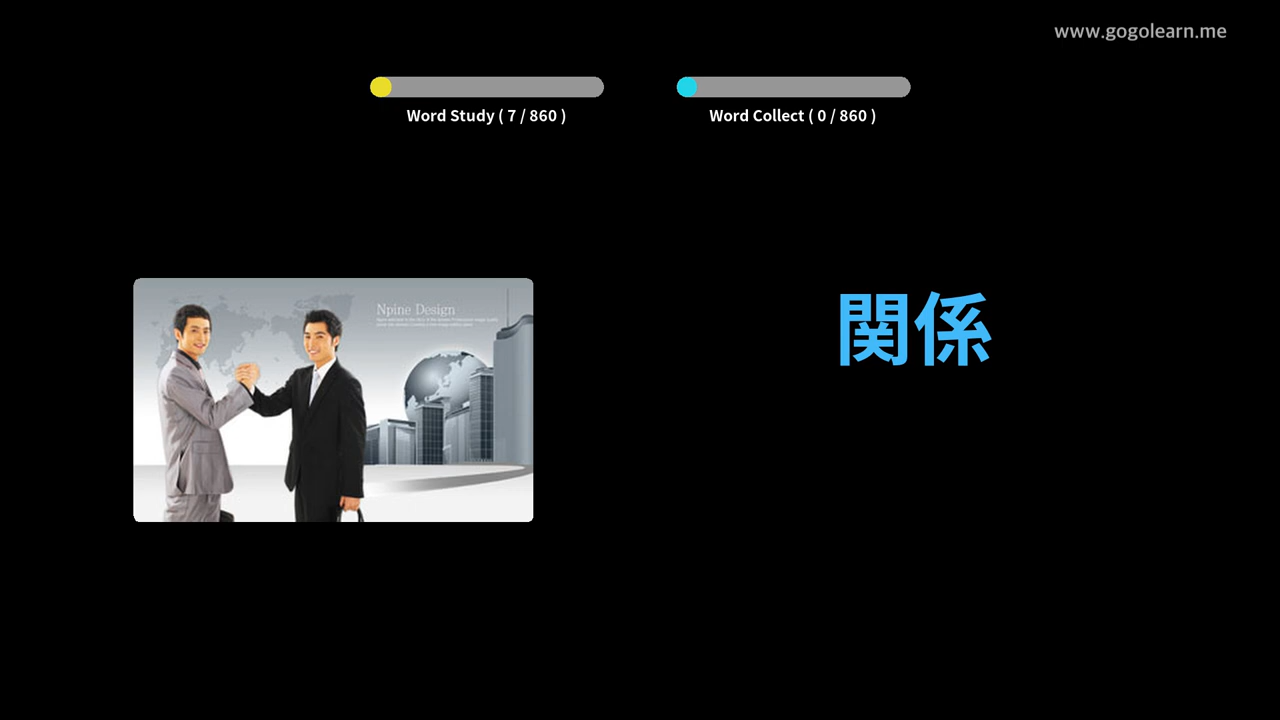 www.gogolearn.me
Word Study ( 7 / 860 )
Word Collect ( 0 / 860 )
Npine Design
関係